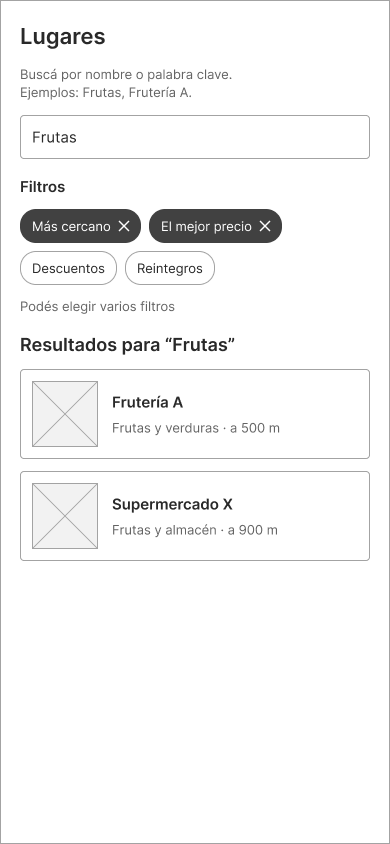 Lugares
Buscá por nombre o palabra clave.
Ejemplos: Frutas, Frutería A.
Frutas
Filtros
Más cercano
El mejor precio
Descuentos
Reintegros
Podés elegir varios filtros
Resultados para “Frutas”
Frutería A
Frutas y verduras · a 500 m
Supermercado X
Frutas y almacén · a 900 m